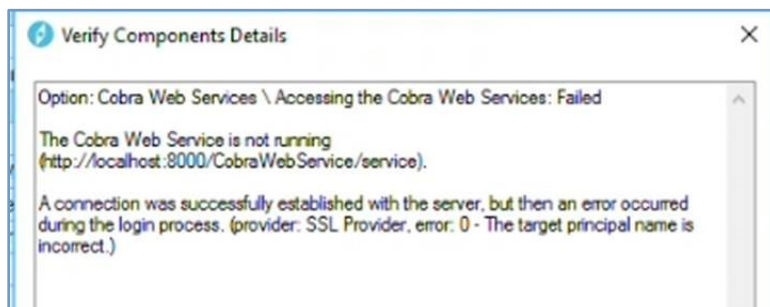 Verify Components Details
Option: Cobra Web Services \ Accessing the Cobra Web Services: Failed
The Cobra Web Service is not running
(http://localhost:8000/CobraWebService/service).
A connection was successfully established with the server, but then an error occurred
during the login process. (provider: SSL Provider, error: 0 - The target principal name is
incorrect.)